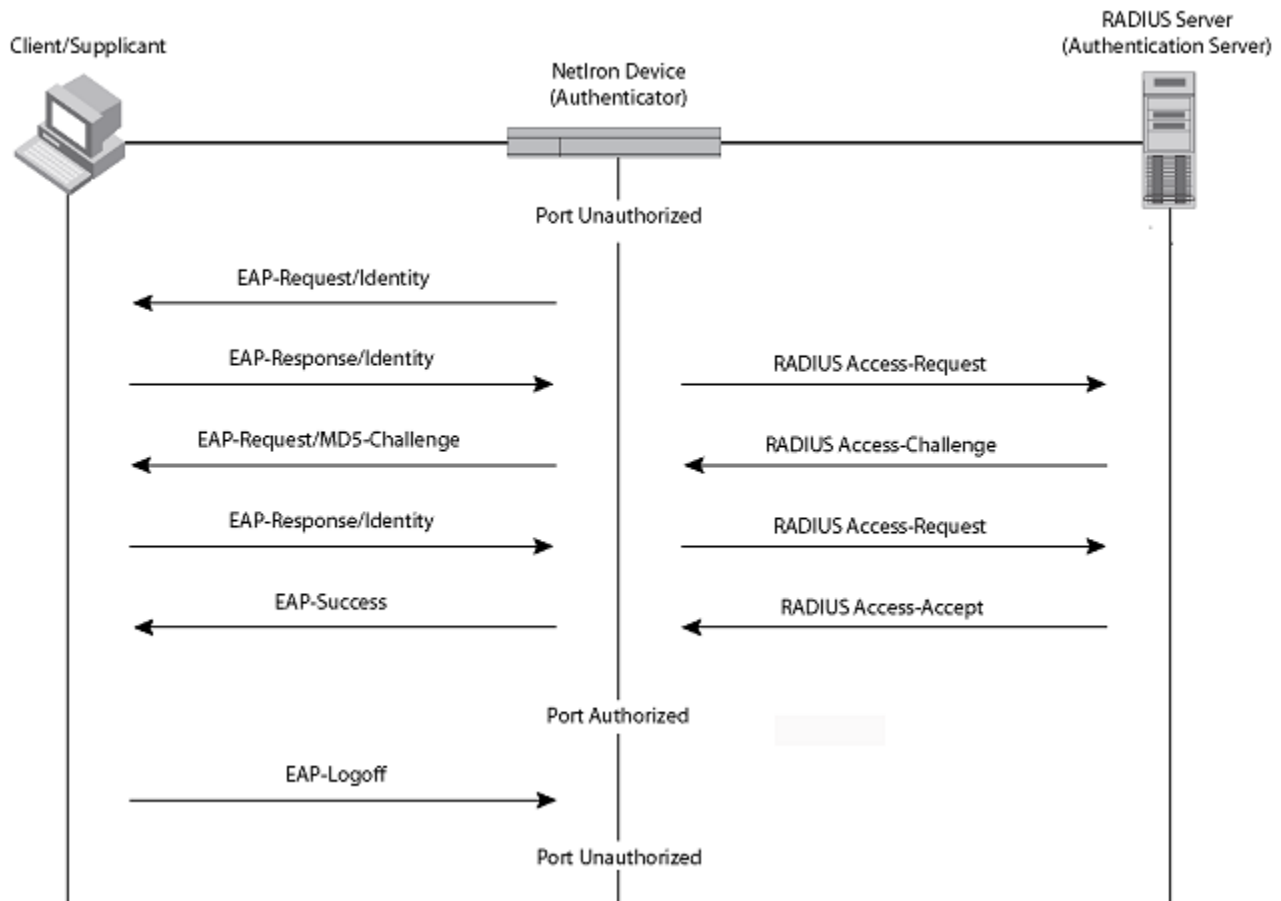 RADIUS Server
(Authentication Server)
Client/Supplicant
NetIron Device
(Authenticator)
Port Unauthorized
EAP-Request/Identity
EAP-Response/Identity
RADIUS Access-Request
EAP-Request/MD5-Challenge
RADIUS Access-Challenge
EAP-Response/Identity
RADIUS Access-Request
EAP-Success
RADIUS Access-Accept
Port Authorized
EAP-Logoff
Port Unauthorized